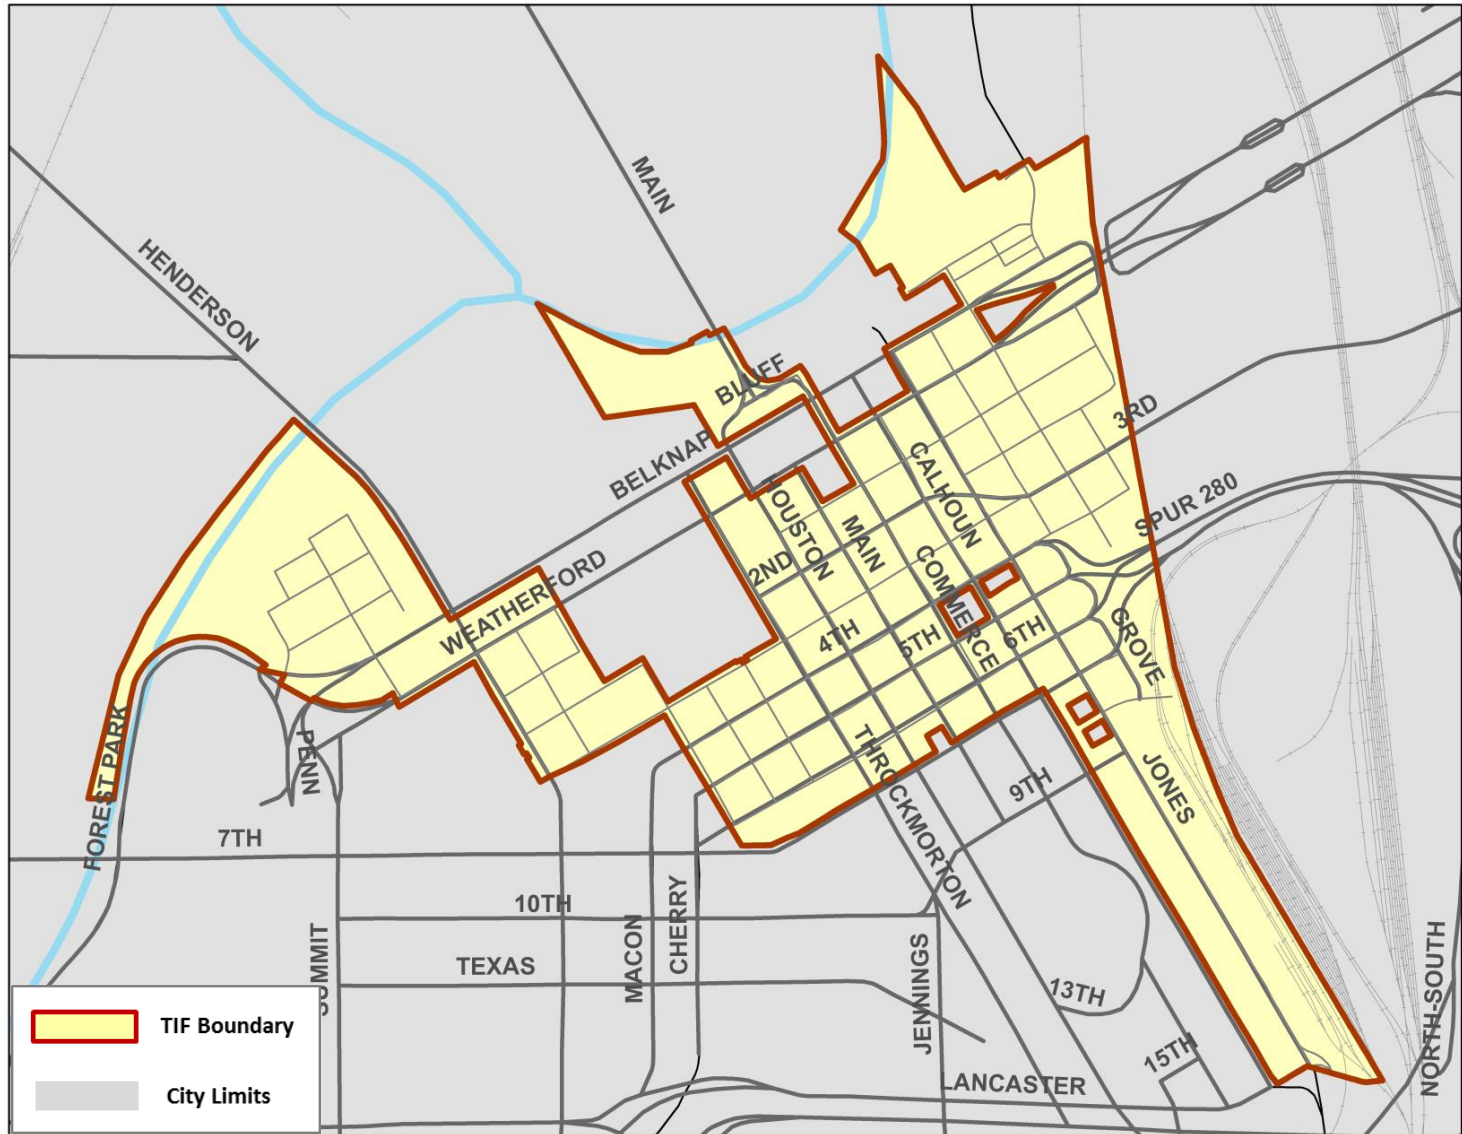 MAIN
HENDERSON
BLUFF
BELKNAP
3RD
CALHOUN
HOUSTON
SPUR 280
MAIN
2ND
COMMERCE
WEATHERFORD
4TH
5TH
6TH
GROVE
FOREST PARK
PENN
THROCKMORTON
9TH
JONES
7TH
10TH
CHERRY
MACON
SUMMIT
TEXAS
JENNINGS
13TH
15TH
LANCASTER
NORTH-SOUTH
TIF Boundary
City Limits